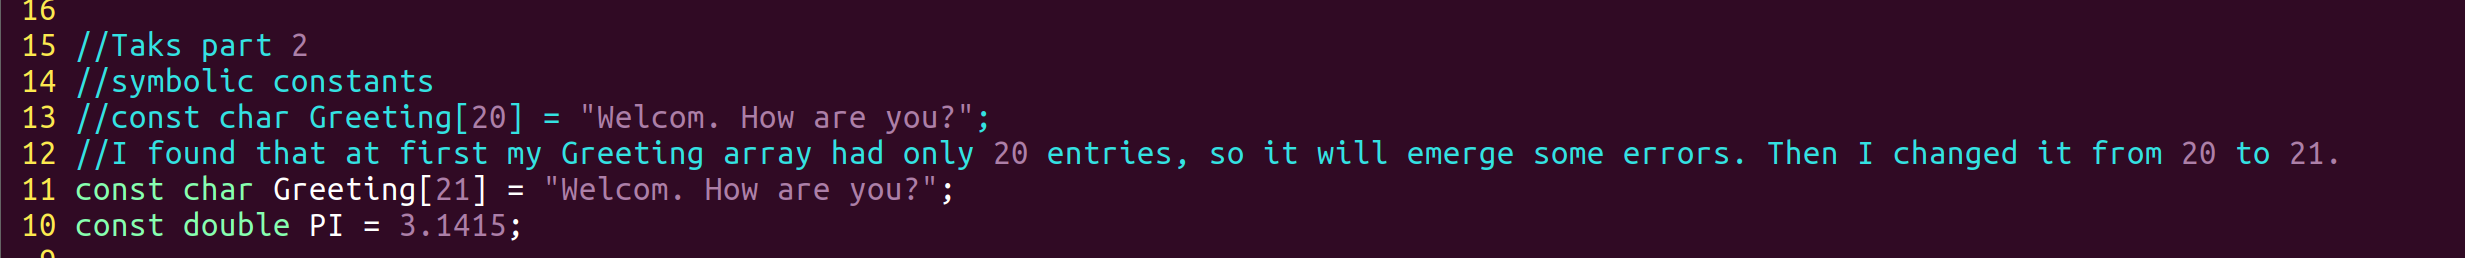 16
15 //Taks part 2
14 //symbolic constants
13 //const char Greeting[20] = "Welcom. How are you?";
12 //I found that at first my Greeting array had only 20 entries, so it will emerge some errors. Then I changed it from 20 to 21.
11 const char Greeting[21] = "Welcom. How are you?";
10 const double PI = 3.1415;
9